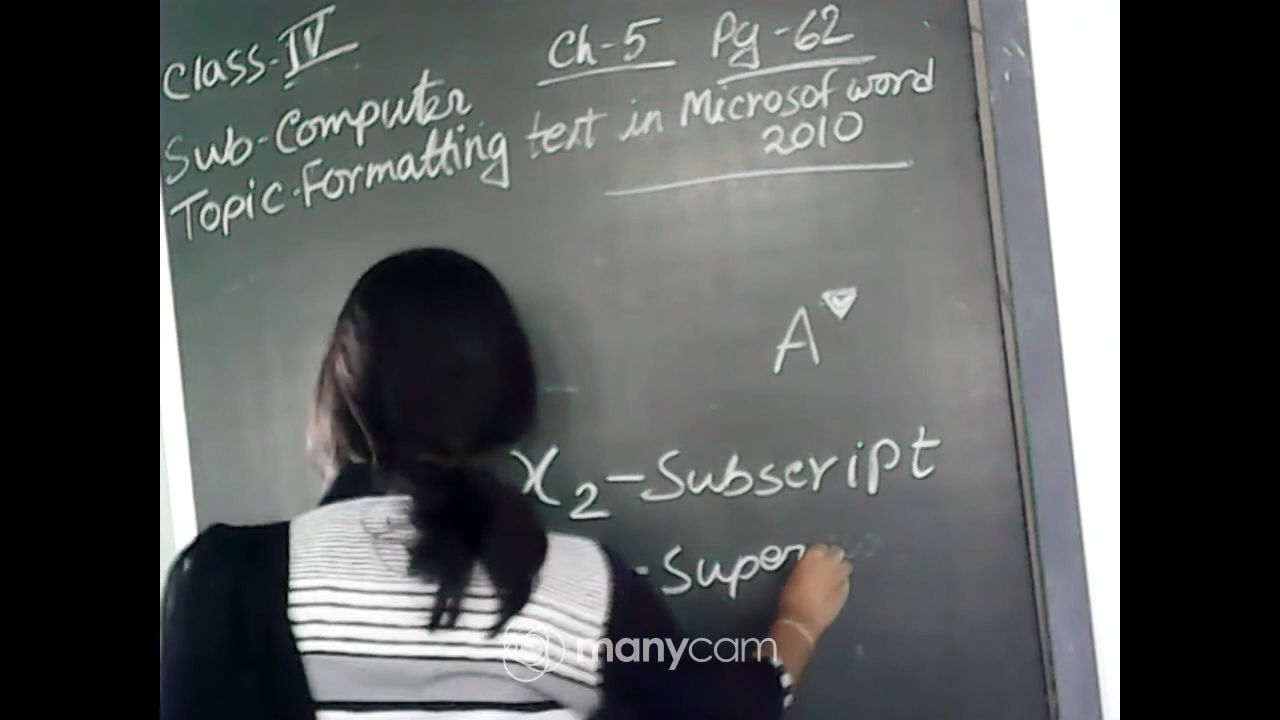 Class-IV
Ch-5 Pg-62
Sub-Computer
Topic-Formatting text in Microsof word
2010
A
x2-Subscript
-Super
manycam